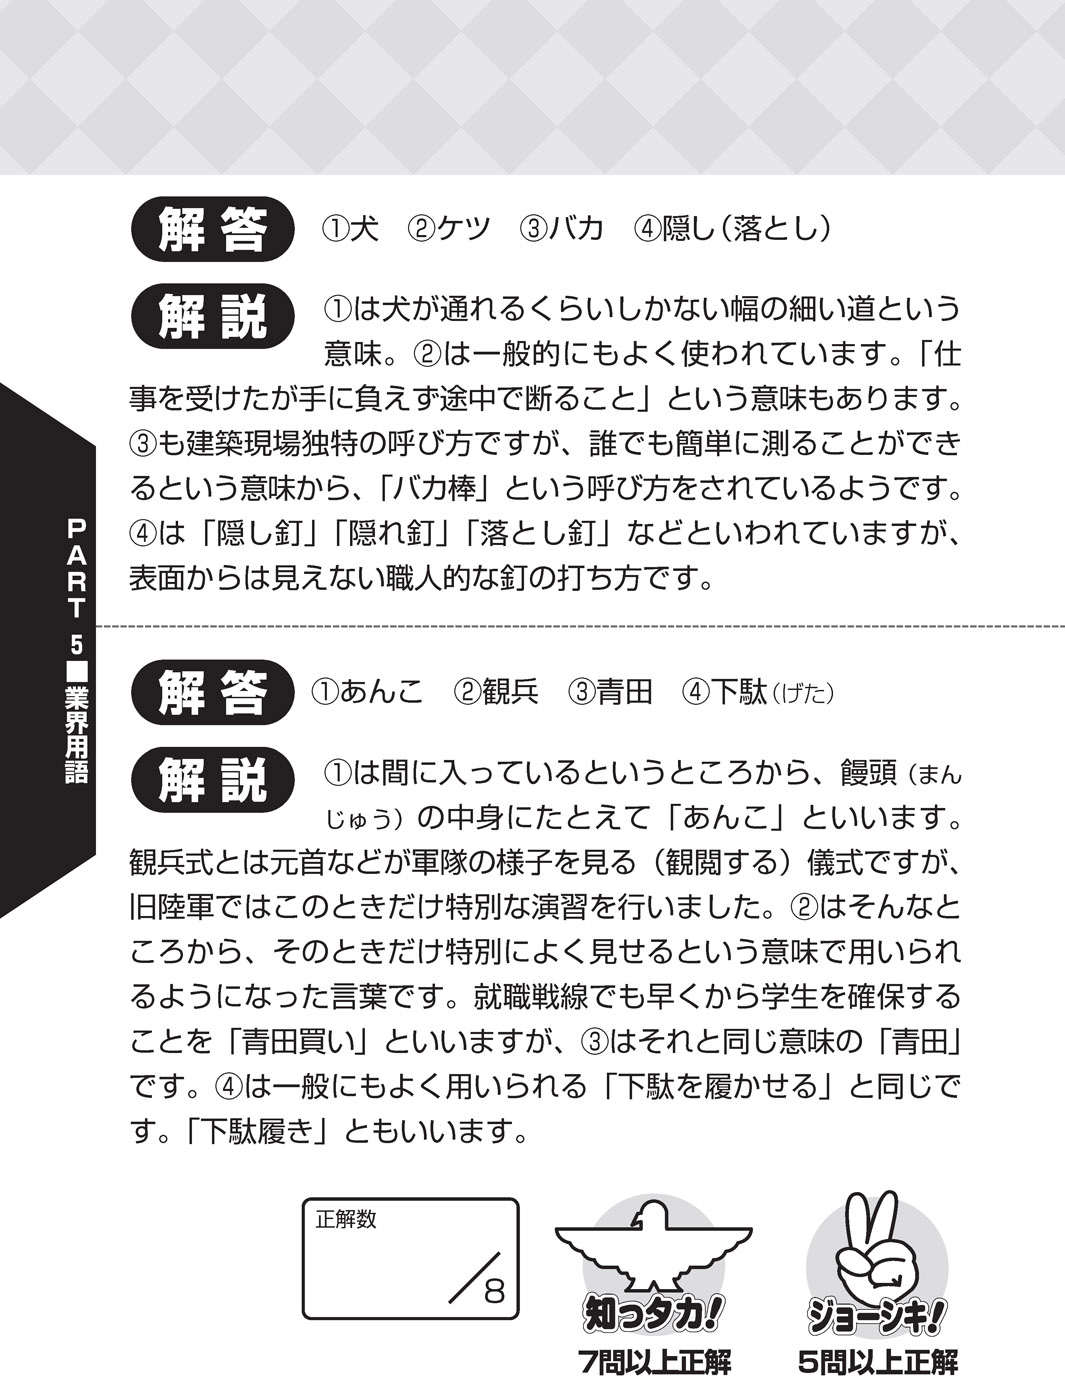 解答 ①犬 ②ケツ ③バカ ④隠し（落とし）
解説 ①は犬が通れるくらいしかない幅の細い道という
意味。②は一般的にもよく使われています。「仕
事を受けたが手に負えず途中で断ること」という意味もあります。
③も建築現場独特の呼び方ですが、誰でも簡単に測ることができ
るという意味から、「バカ棒」という呼び方をされているようです。
④は「隠し釘」「隠れ釘」「落とし釘」などといわれていますが、
表面からは見えない職人的な釘の打ち方です。
PART 5■業界用語
解答 ①あんこ ②観兵 ③青田 ④下駄（げた）
解説 ①は間に入っているというところから、饅頭（まん
じゅう）の中身にたとえて「あんこ」といいます。
観兵式とは元首などが軍隊の様子を見る（観閲する）儀式ですが、
旧陸軍ではこのときだけ特別な演習を行いました。②はそんなと
ころから、そのときだけ特別によく見せるという意味で用いられ
るようになった言葉です。就職戦線でも早くから学生を確保する
ことを「青田買い」といいますが、③はそれと同じ意味の「青田」
です。④は一般にもよく用いられる「下駄を履かせる」と同じで
す。「下駄履き」ともいいます。
正解数
／8
知っタカ！
7問以上正解
ジョーシキ！
5問以上正解